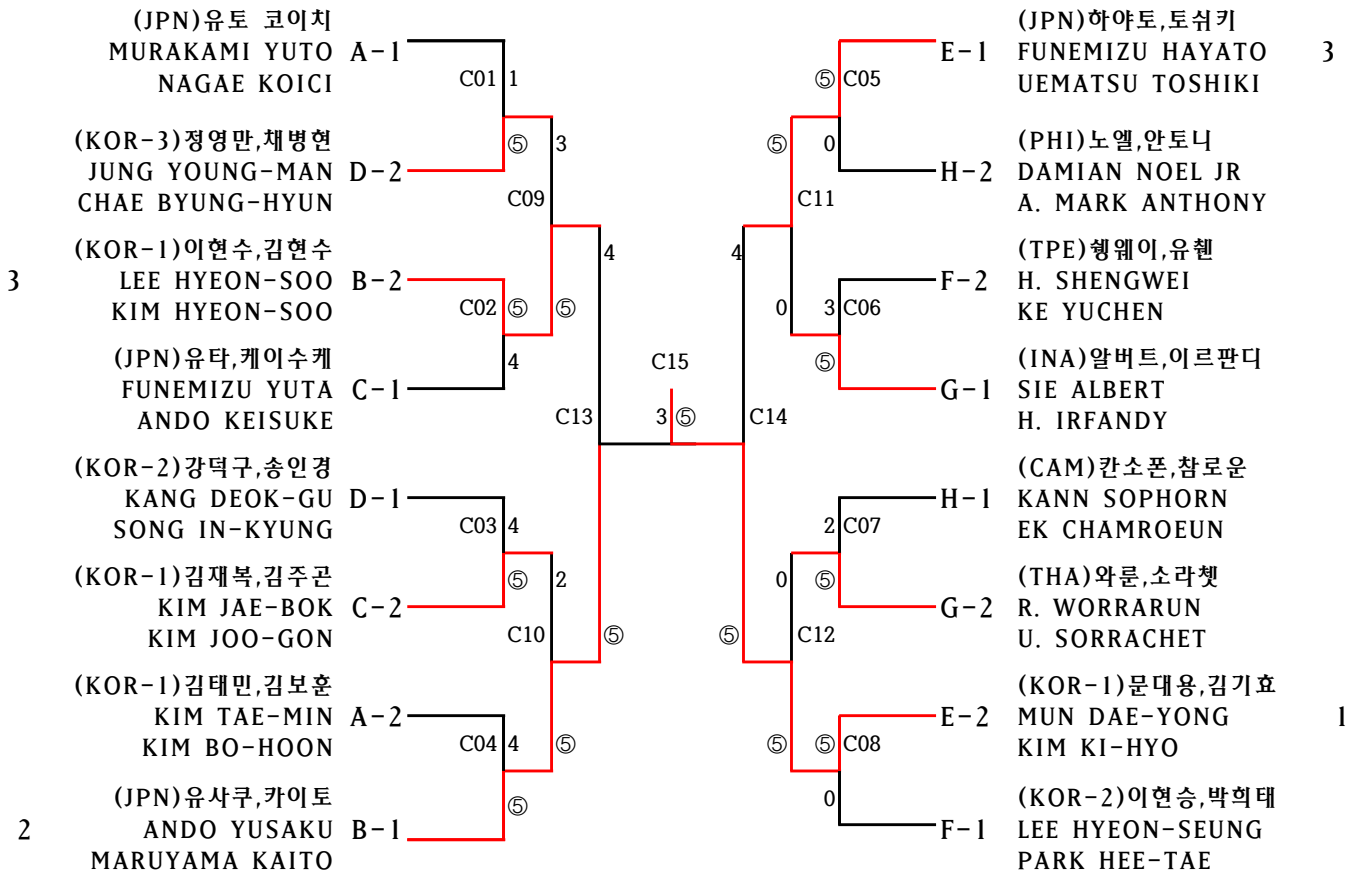 (JPN)유토 코이치
MURAKAMI YUTO A-1
NAGAE KOICI
C01 1
(KOR-3)정영만,채병현
⑤ 3
JUNG YOUNG-MAN D-2
CHAE BYUNG-HYUN
C09
(KOR-1)이현수,김현수
4
3 LEE HYEON-SOO B-2
KIM HYEON-SOO
C02 ⑤ ⑤
(JPN)유타,케이수케
4
FUNEMIZU YUTA C-1
ANDO KEISUKE
C13
(KOR-2)강덕구,송인경
KANG DEOK-GU D-1
SONG IN-KYUNG
C03 4
(KOR-1)김재복,김주곤
⑤ 2
KIM JAE-BOK C-2
KIM JOO-GON
C10 ⑤
(KOR-1)김태민,김보훈
KIM TAE-MIN A-2
KIM BO-HOON
C04 4 ⑤
(JPN)유사쿠,카이토
⑤
2 ANDO YUSAKU B-1
MARUYAMA KAITO
C15
3 ⑤
(JPN)하야토,토쉬키
E-1 FUNEMIZU HAYATO 3
UEMATSU TOSHIKI
⑤ C05
(PHI)노엘,안토니
⑤ 0
H-2 DAMIAN NOEL JR
A. MARK ANTHONY
C11
(TPE)쉥웨이,유췐
4
F-2 H. SHENGWEI
KE YUCHEN
0 3 C06
(INA)알버트,이르판디
⑤
G-1 SIE ALBERT
H. IRFANDY
C14
(CAM)칸소폰,참로운
H-1 KANN SOPHORN
EK CHAMROEUN
2 C07
(THA)와룬,소라쳇
0 ⑤
G-2 R. WORRARUN
U. SORRACHET
⑤ C12
(KOR-1)문대용,김기효
E-2 MUN DAE-YONG 1
KIM KI-HYO
⑤ ⑤ C08
(KOR-2)이현승,박희태
0
F-1 LEE HYEON-SEUNG
PARK HEE-TAE